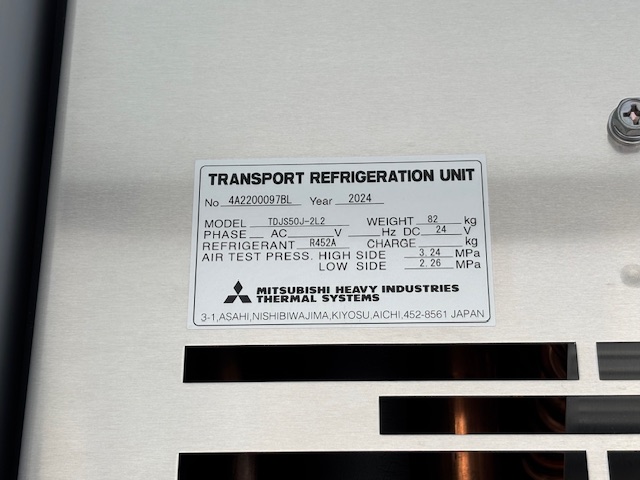 TRANSPORT REFRIGERATION UNIT
No 4A2200097BL Year 2024
MODEL TDJS50J-2L2 WEIGHT 82 kg
PHASE AC V Hz DC 24 V
REFRIGERANT R452A CHARGE kg
AIR TEST PRESS. HIGH SIDE 3.24 MPa
LOW SIDE 2.26 MPa
MITSUBISHI HEAVY INDUSTRIES
THERMAL SYSTEMS
3-1,ASAHI,NISHIBIWAJIMA,KIYOSU,AICHI,452-8561 JAPAN